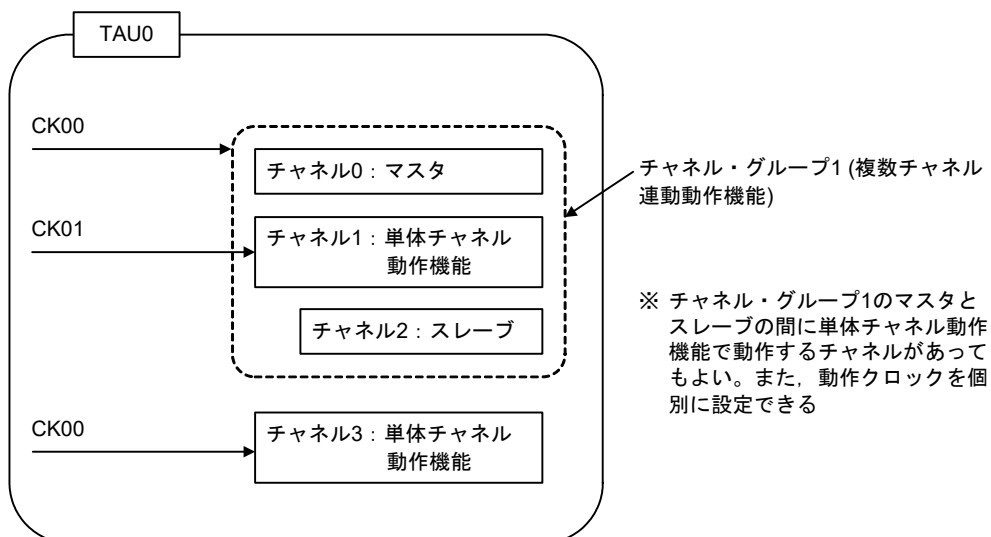 TAU0
CK00
チャネル0：マスタ
チャネル・グループ1 (複数チャネル
連動動作機能)
CK01
チャネル1：単体チャネル
動作機能
チャネル2：スレーブ
※ チャネル・グループ1のマスタと
スレーブの間に単体チャネル動作
機能で動作するチャネルがあって
もよい。また，動作クロックを個
別に設定できる
CK00
チャネル3：単体チャネル
動作機能